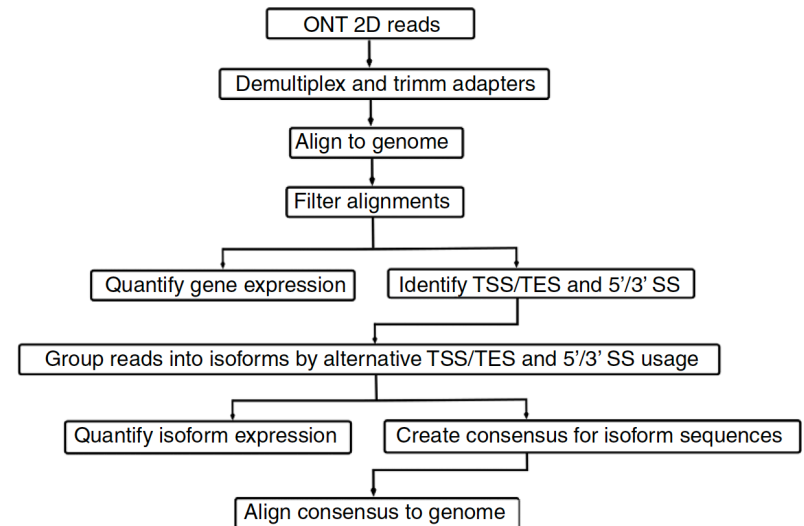 ONT 2D reads
Demultiplex and trimm adapters
Align to genome
Filter alignments
Quantify gene expression
Identify TSS/TES and 5’/3’ SS
Group reads into isoforms by alternative TSS/TES and 5’/3’ SS usage
Quantify isoform expression
Create consensus for isoform sequences
Align consensus to genome